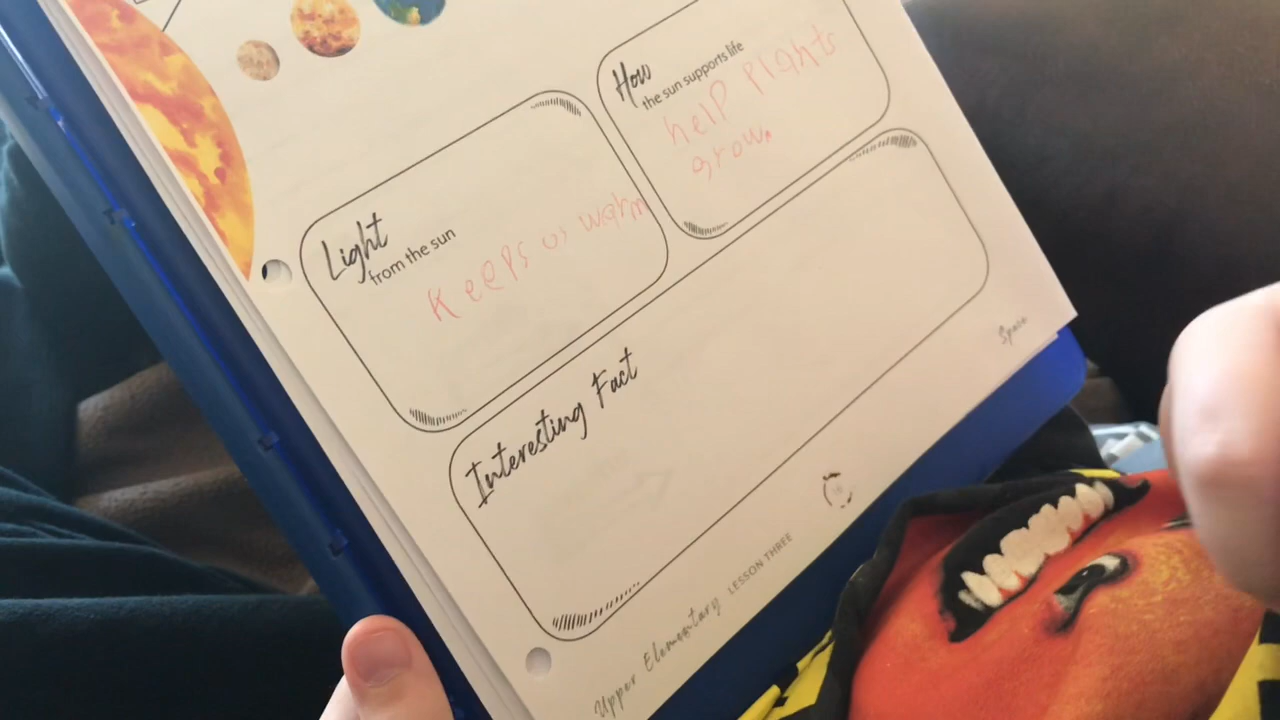 How
the sun supports life
help plants
grow.
Light
from the sun
Keeps us warm
Interesting Fact
Space
Upper Elementary LESSON THREE